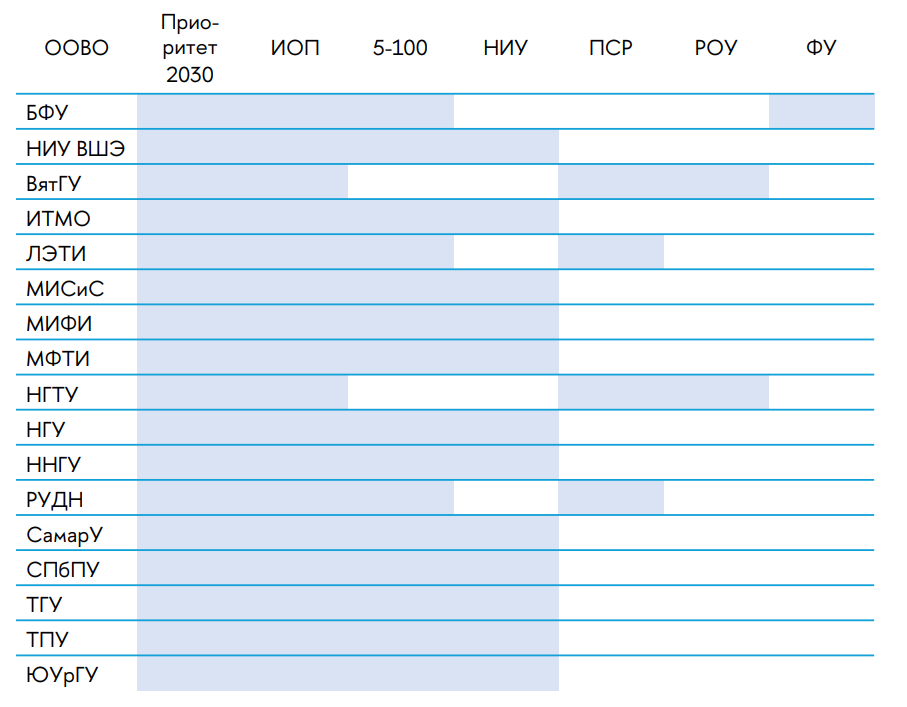 ООВО Прио-ритет 2030 ИОП 5-100 НИУ ПСР РОУ ФУ
БФУ
НИУ ВШЭ
ВятГУ
ИТМО
ЛЭТИ
МИСиС
МИФИ
МФТИ
НГТУ
НГУ
ННГУ
РУДН
СамарУ
СПбПУ
ТГУ
ТПУ
ЮУрГУ